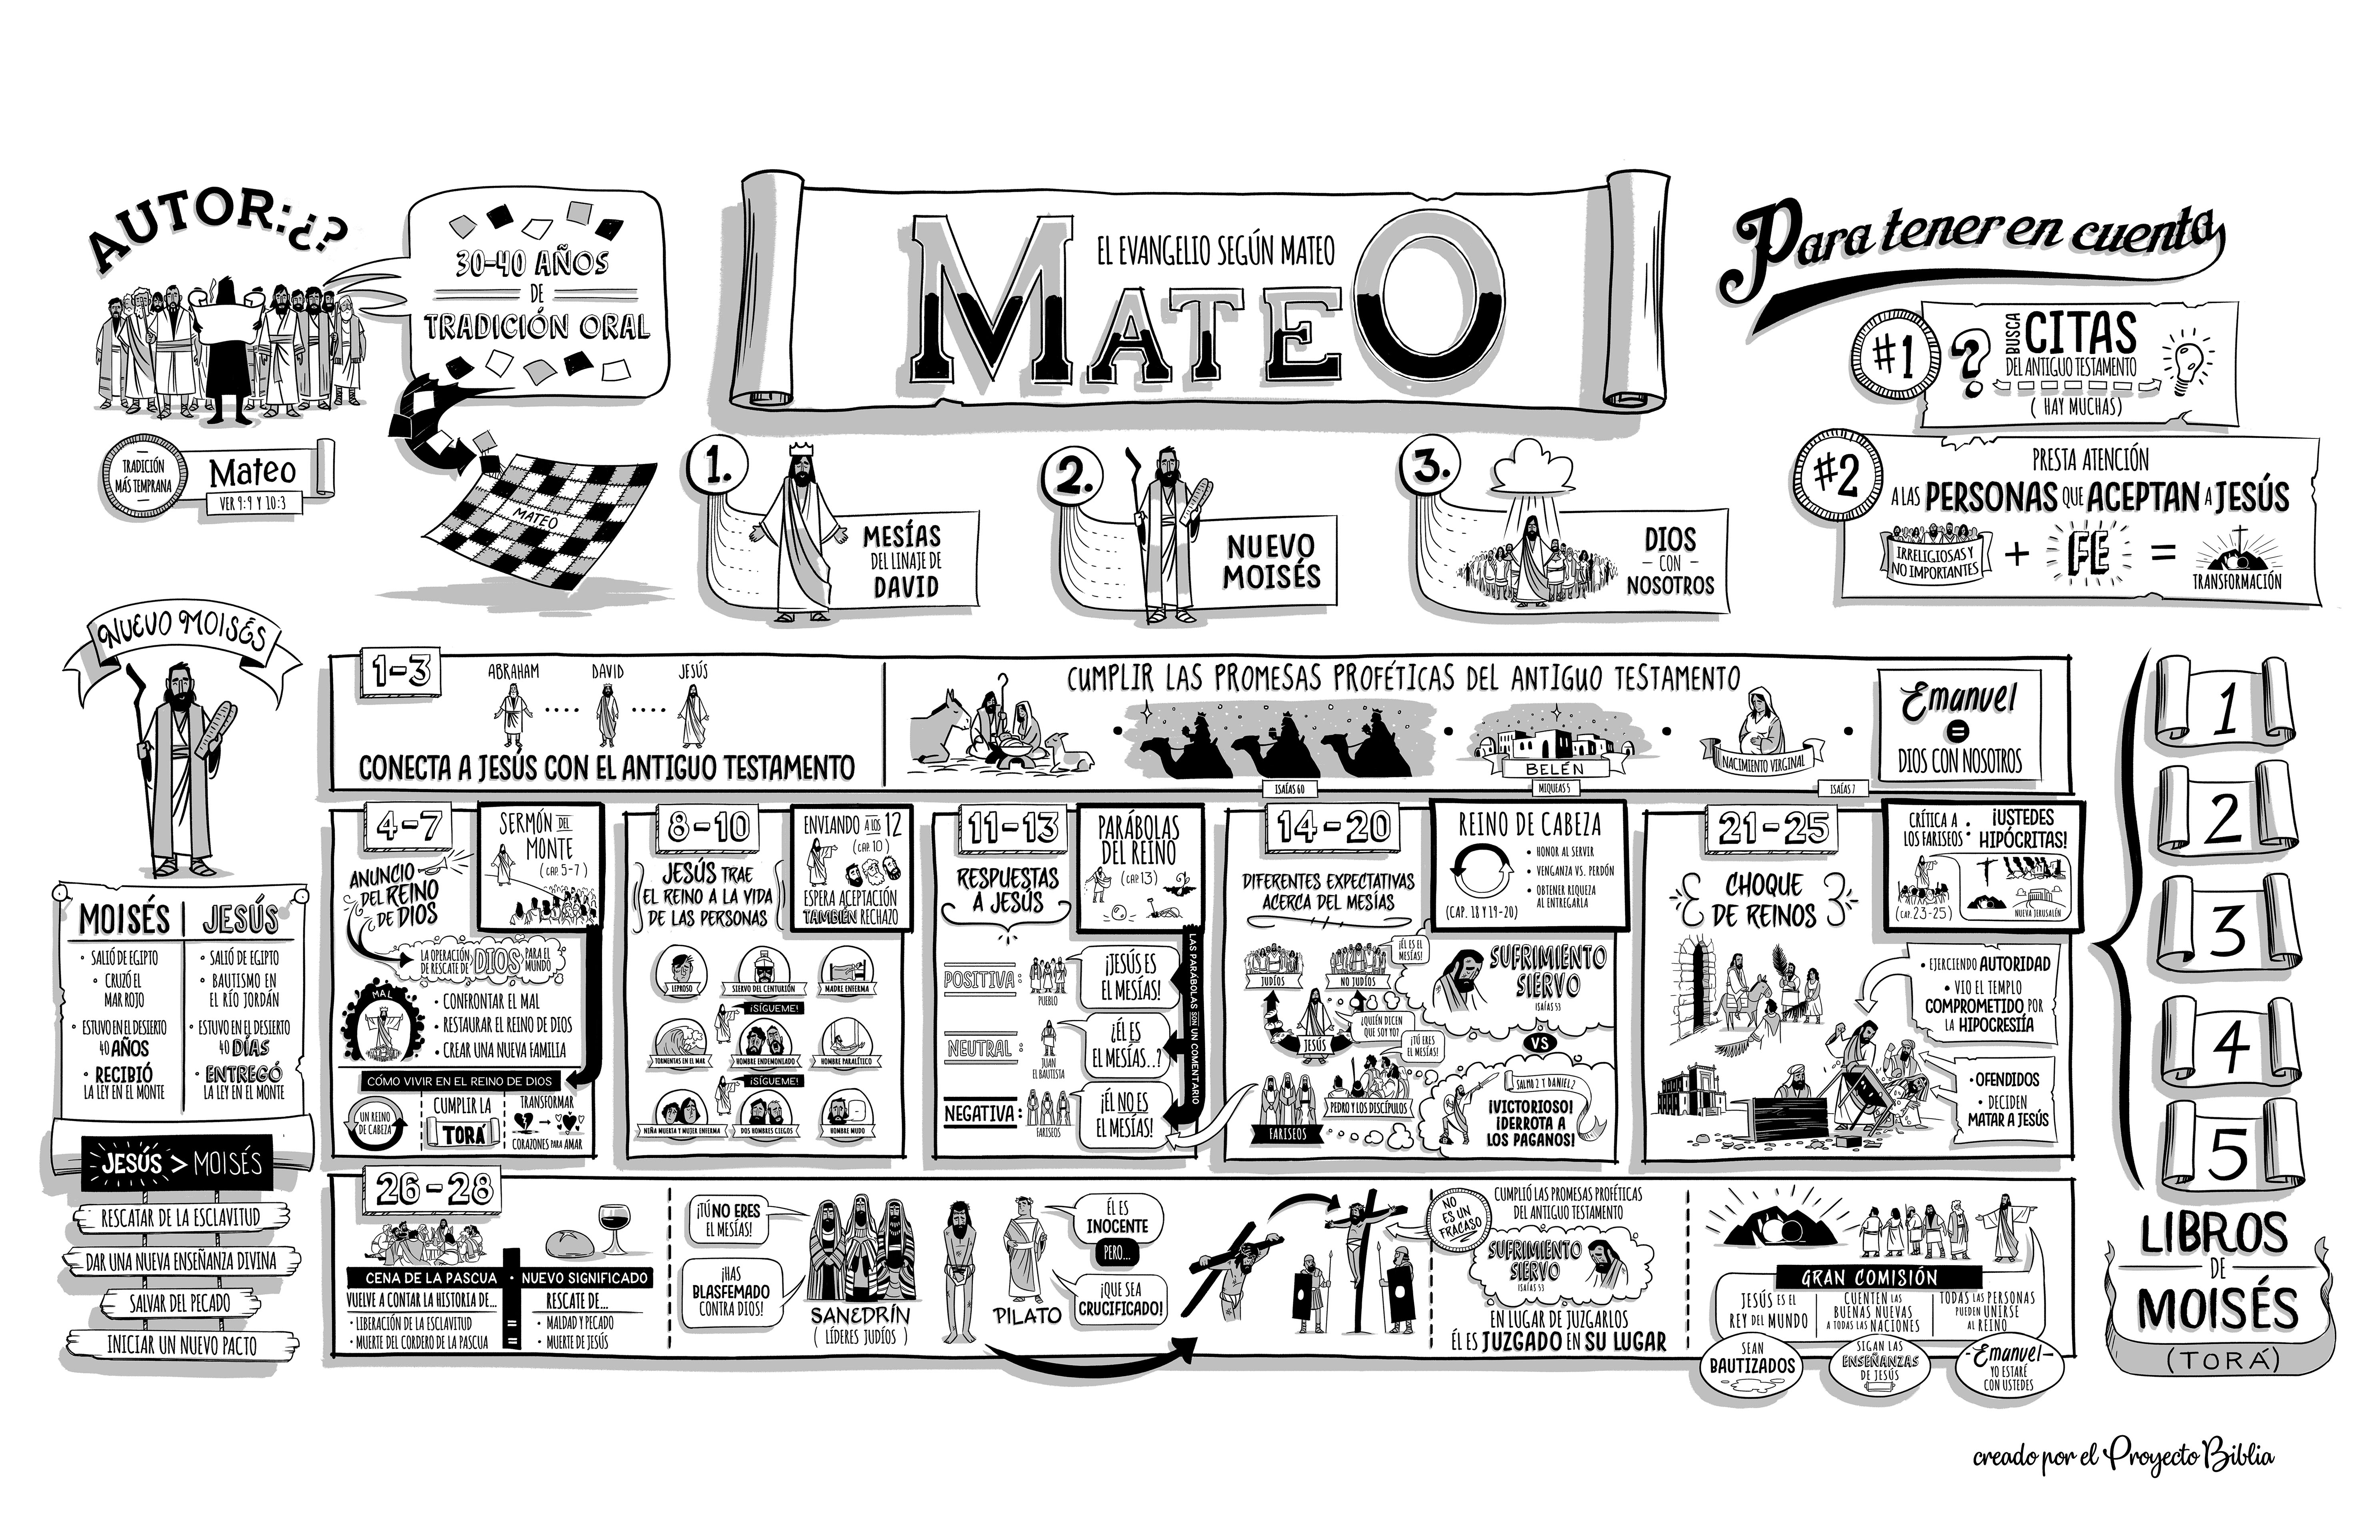 AUTOR:¿?
30-40 AÑOS
DE
TRADICIÓN ORAL
TRADICIÓN
MÁS TEMPRANA
Mateo
VER 9:9 Y 10:3
MATEO
EL EVANGELIO SEGÚN MATEO
MATEO
1.
MESÍAS
DEL LINAJE DE
DAVID
2.
NUEVO
MOISÉS
3.
DIOS
- CON -
NOSOTROS
Para tener en cuenta
#1
?
BUSCA
CITAS
DEL ANTIGUO TESTAMENTO
( HAY MUCHAS)
#2
PRESTA ATENCIÓN
A LAS PERSONAS QUE ACEPTAN A JESÚS
IRRELIGIOSAS Y
NO IMPORTANTES
+
FE
=
TRANSFORMACIÓN
NUEVO MOISÉS
MOISÉS
• SALIÓ DE EGIPTO
• CRUZÓ EL
MAR ROJO
• ESTUVO EN EL DESIERTO
40 AÑOS
• RECIBIÓ
LA LEY EN EL MONTE
JESÚS
• SALIÓ DE EGIPTO
• BAUTISMO EN
EL RÍO JORDÁN
• ESTUVO EN EL DESIERTO
40 DÍAS
• ENTREGÓ
LA LEY EN EL MONTE
JESÚS > MOISÉS
RESCATAR DE LA ESCLAVITUD
DAR UNA NUEVA ENSEÑANZA DIVINA
SALVAR DEL PECADO
INICIAR UN NUEVO PACTO
1-3
ABRAHAM
DAVID
JESÚS
CONECTA A JESÚS CON EL ANTIGUO TESTAMENTO
CUMPLIR LAS PROMESAS PROFÉTICAS DEL ANTIGUO TESTAMENTO
ISAÍAS 60
BELÉN
MIQUEAS 5
NACIMIENTO VIRGINAL
ISAÍAS 7
Emanuel
=
DIOS CON NOSOTROS
4-7
ANUNCIO
DEL REINO
DE DIOS
SERMÓN DEL
MONTE
(CAP. 5-7)
LA OPERACIÓN
DE RESCATE DE
DIOS
PARA EL
MUNDO
MAL
• CONFRONTAR EL MAL
• RESTAURAR EL REINO DE DIOS
• CREAR UNA NUEVA FAMILIA
CÓMO VIVIR EN EL REINO DE DIOS
UN REINO
DE CABEZA
CUMPLIR LA
TORÁ
TRANSFORMAR
CORAZONES PARA AMAR
8-10
JESÚS TRAE
EL REINO A LA VIDA
DE LAS PERSONAS
ENVIANDO A LOS 12
(CAP. 10)
ESPERA ACEPTACIÓN
TAMBIÉN RECHAZO
LEPROSO
SIERVO DEL CENTURIÓN
MADRE ENFERMA
¡SÍGUEME!
TORMENTAS EN EL MAR
HOMBRE ENDEMONIADO
HOMBRE PARALÍTICO
¡SÍGUEME!
NIÑA MUERTA Y MUJER ENFERMA
DOS HOMBRES CIEGOS
HOMBRE MUDO
11-13
RESPUESTAS
A JESÚS
PARÁBOLAS
DEL REINO
(CAP. 13)
POSITIVA:
PUEBLO
¡JESÚS ES
EL MESÍAS!
NEUTRAL:
JUAN
EL BAUTISTA
¿ÉL ES
EL MESÍAS..?
NEGATIVA:
FARISEOS
¡ÉL NO ES
EL MESÍAS!
LAS PARÁBOLAS SON UN COMENTARIO
14-20
DIFERENTES EXPECTATIVAS
ACERCA DEL MESÍAS
REINO DE CABEZA
(CAP. 18 Y 19-20)
• HONOR AL SERVIR
• VENGANZA VS. PERDÓN
• OBTENER RIQUEZA
AL ENTREGARLA
JUDÍOS
NO JUDÍOS
¡ÉL ES EL
MESÍAS!
JESÚS
¿QUIÉN DICEN
QUE SOY YO?
¡TÚ ERES
EL MESÍAS!
FARISEOS
PEDRO Y LOS DISCÍPULOS
SUFRIMIENTO
SIERVO
ISAÍAS 53
VS
SALMO 2 Y DANIEL 2
¡VICTORIOSO!
¡DERROTA A
LOS PAGANOS!
21-25
CHOQUE
DE REINOS
CRÍTICA A
LOS FARISEOS:
¡USTEDES
HIPÓCRITAS!
(CAP. 23-25)
NUEVA JERUSALÉN
• EJERCIENDO AUTORIDAD
• VIO EL TEMPLO
COMPROMETIDO POR
LA HIPOCRESIÍA
• OFENDIDOS
• DECIDEN
MATAR A JESÚS
26-28
CENA DE LA PASCUA • NUEVO SIGNIFICADO
VUELVE A CONTAR LA HISTORIA DE...
• LIBERACIÓN DE LA ESCLAVITUD
• MUERTE DEL CORDERO DE LA PASCUA
=
=
RESCATE DE...
• MALDAD Y PECADO
• MUERTE DE JESÚS
¡TÚ NO ERES
EL MESÍAS!
¡HAS
BLASFEMADO
CONTRA DIOS!
SANEDRÍN
( LÍDERES JUDÍOS )
PILATO
ÉL ES
INOCENTE
PERO...
¡QUE SEA
CRUCIFICADO!
NO
ES UN
FRACASO
CUMPLIÓ LAS PROMESAS PROFÉTICAS
DEL ANTIGUO TESTAMENTO
SUFRIMIENTO
SIERVO
ISAÍAS 53
EN LUGAR DE JUZGARLOS
ÉL ES JUZGADO EN SU LUGAR
GRAN COMISIÓN
JESÚS ES EL
REY DEL MUNDO
CUENTEN LAS
BUENAS NUEVAS
A TODAS LAS NACIONES
TODAS LAS PERSONAS
PUEDEN UNIRSE
AL REINO
SEAN
BAUTIZADOS
SIGAN LAS
ENSEÑANZAS
DE JESÚS
-Emanuel-
YO ESTARÉ
CON USTEDES
1
2
3
4
5
LIBROS
DE
MOISÉS
(TORÁ)
creado por el Proyecto Biblia